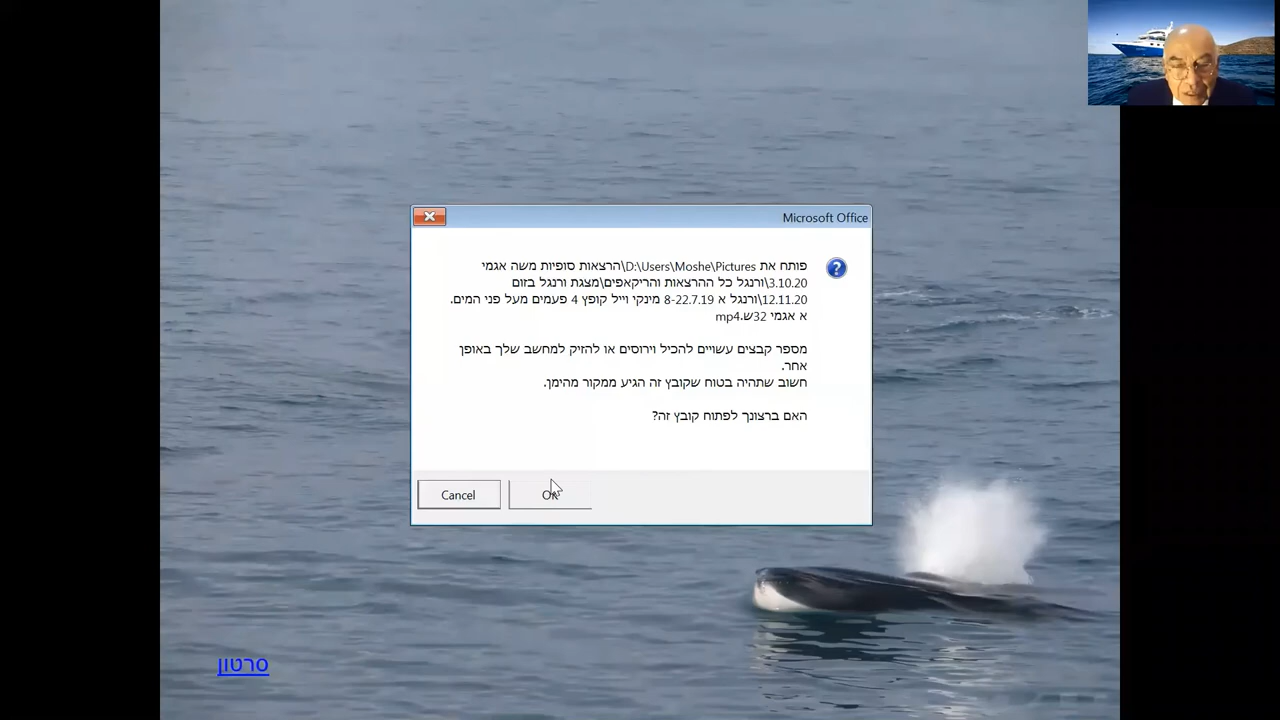 Microsoft Office
פותח את D:\Users\Moshe\Pictures\הרצאות סופיות משה אגמי
3.10.20\ורנגל כל ההרצאות והריקאפים\מצגת ורנגל בזום
12.11.20\ורנגל א 8-22.7.19 מינקי וייל קופץ 4 פעמים מעל פני המים.
א אגמי 32ש.mp4
מספר קבצים עשויים להכיל וירוסים או להזיק למחשב שלך באופן
אחר.
חשוב שתהיה בטוח שקובץ זה הגיע ממקור מהימן.
האם ברצונך לפתוח קובץ זה?
Cancel
OK
סרטון